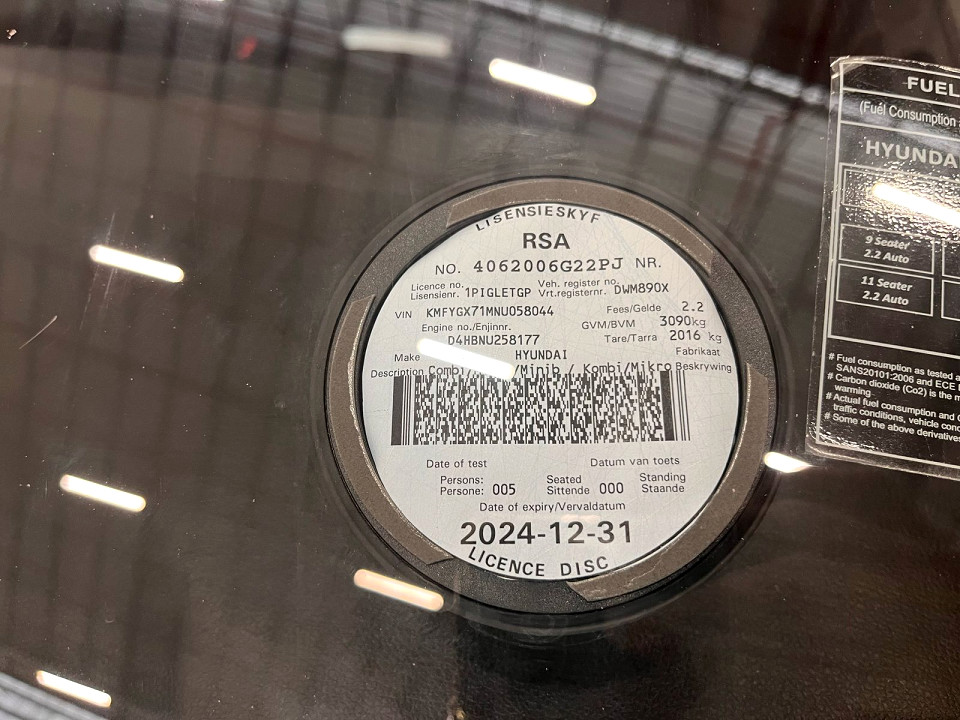 LISENSIESKYF
RSA
NO. 4062006G22PJ NR.
Licence no. Veh. register no.
Lisensienr. 1PIGLETGP Vrt.registernr. DWM890X
VIN KMFYGX71MNU058044 Fees/Gelde 2.2
Engine no./Enjinnr. GVM/BVM 3090kg
D4HBNU258177 Tare/Tarra 2016 kg
Make HYUNDAI Fabrikaat
Description Combi/ /Minib / Kombi/Mikro Beskrywing
Date of test Datum van toets
Persons: Seated Standing
Persone: 005 Sittende 000 Staande
Date of expiry/Vervaldatum
2024-12-31
LICENCE DISC
FUEL
(Fuel Consumption
HYUNDA
9 Seater
2.2 Auto
11 Seater
2.2 Auto
# Fuel consumption as tested a
SANS20101:2006 and ECE
# Carbon dioxide (Co2) is the m
warming
# Actual fuel consumption and
traffic conditions, vehicle cond
# Some of the above derivatives